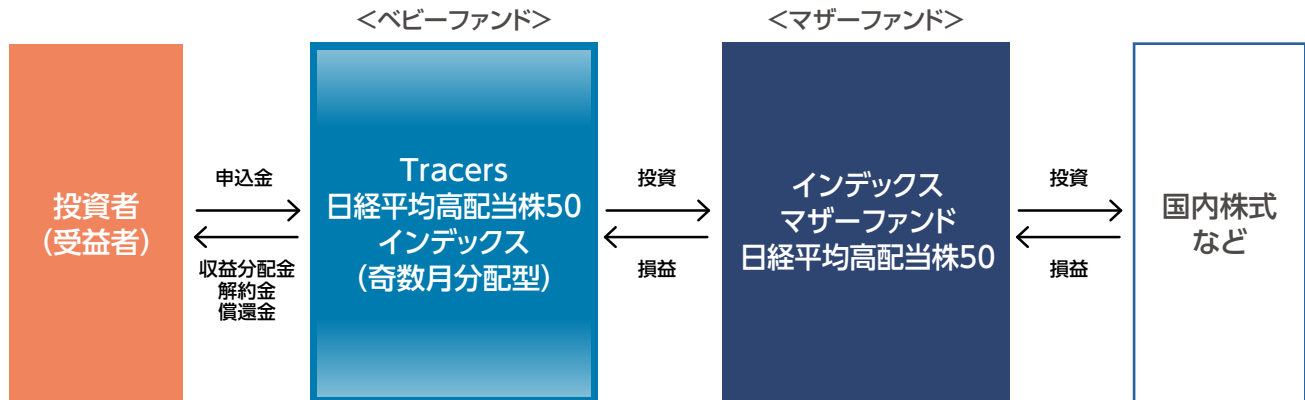 <ベビーファンド>
<マザーファンド>
投資者
(受益者)
申込金
収益分配金
解約金
償還金
Tracers
日経平均高配当株50
インデックス
(奇数月分配型)
投資
損益
インデックス
マザーファンド
日経平均高配当株50
投資
損益
国内株式
など